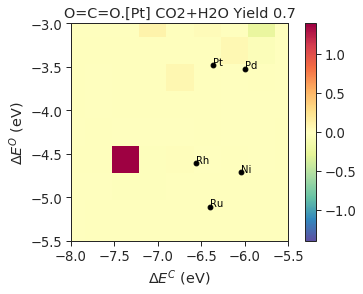 O=C=O.[Pt] CO2+H2O Yield 0.7
−3.0
−3.5
−4.0
−4.5
−5.0
−5.5
ΔE^O (eV)
Pt
Pd
Rh
Ni
Ru
−8.0 −7.5 −7.0 −6.5 −6.0 −5.5
ΔE^C (eV)
1.0
0.5
0.0
−0.5
−1.0